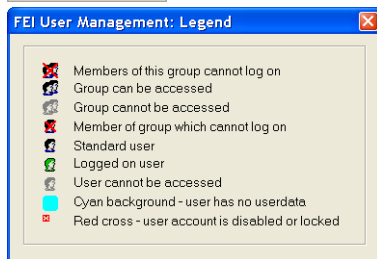 FEI User Management: Legend
Members of this group cannot log on
Group can be accessed
Group cannot be accessed
Member of group which cannot log on
Standard user
Logged on user
User cannot be accessed
Cyan background - user has no userdata
Red cross - user account is disabled or locked